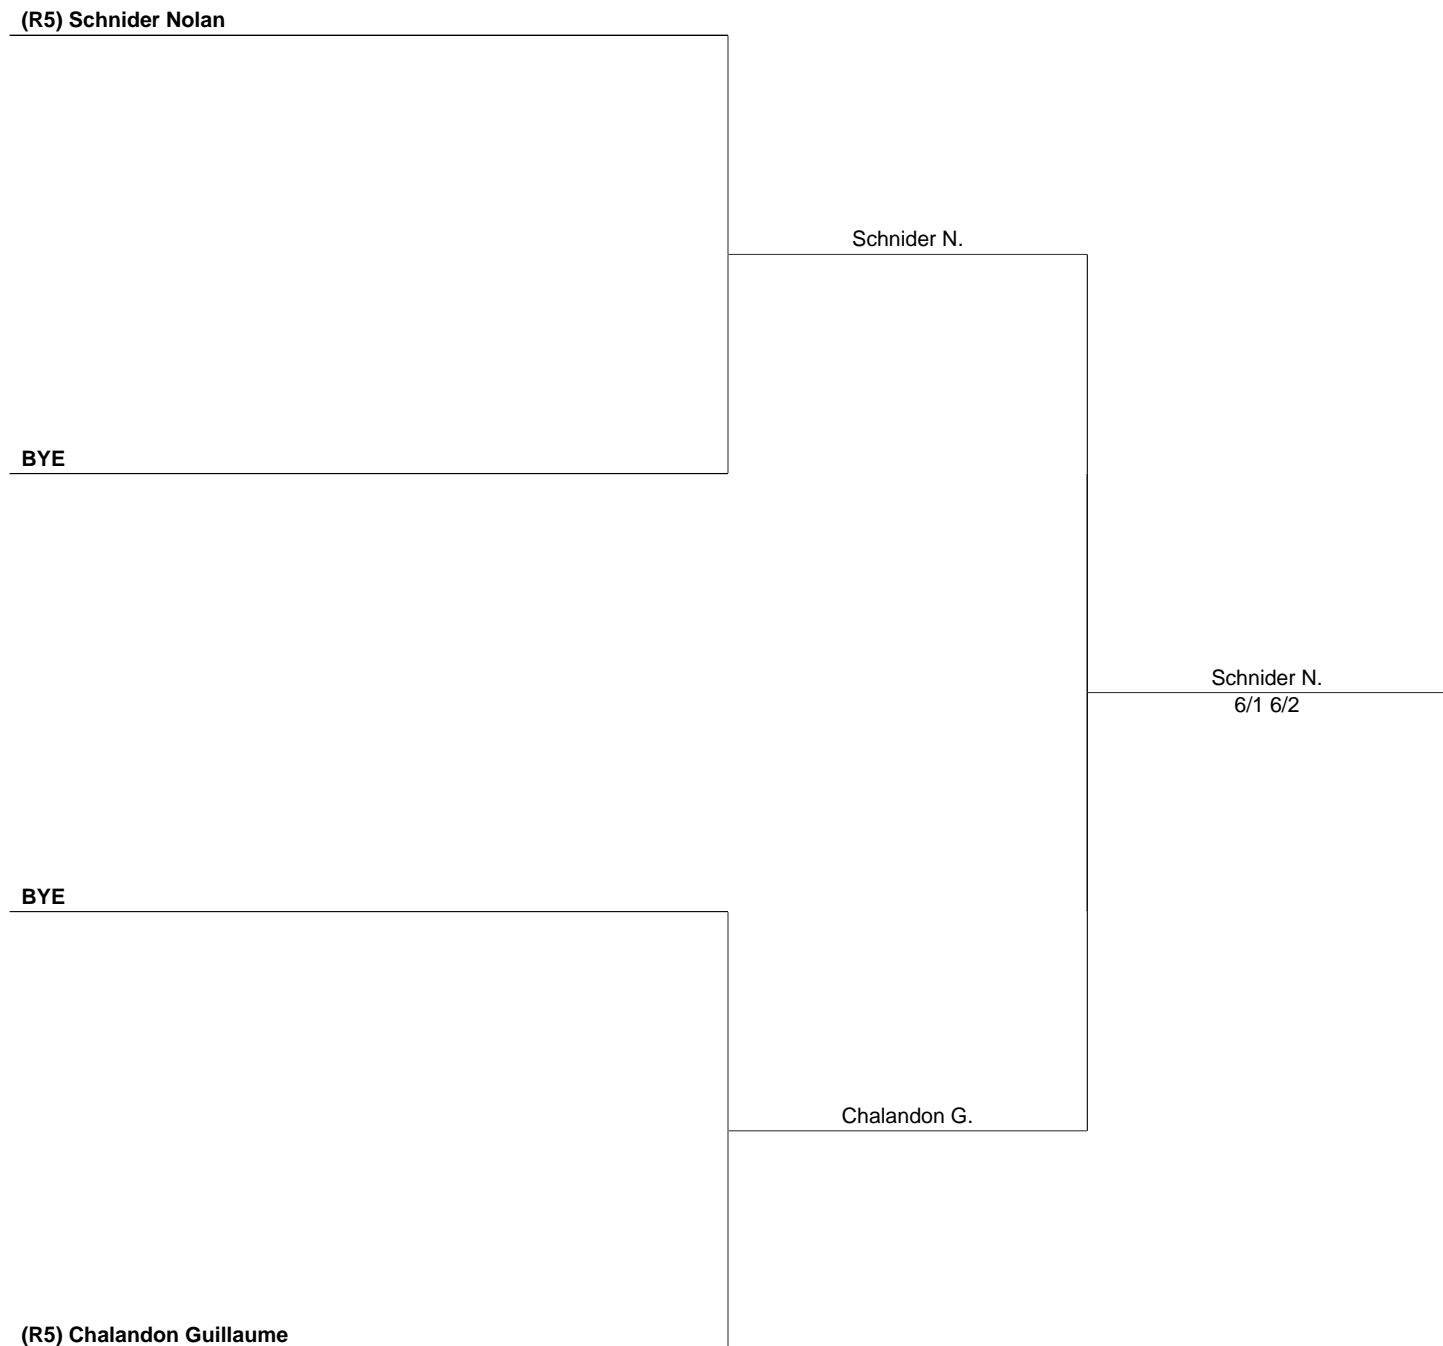 (R5) Schnider Nolan
Schnider N.
BYE
Schnider N.
6/1 6/2
BYE
Chalandon G.
(R5) Chalandon Guillaume